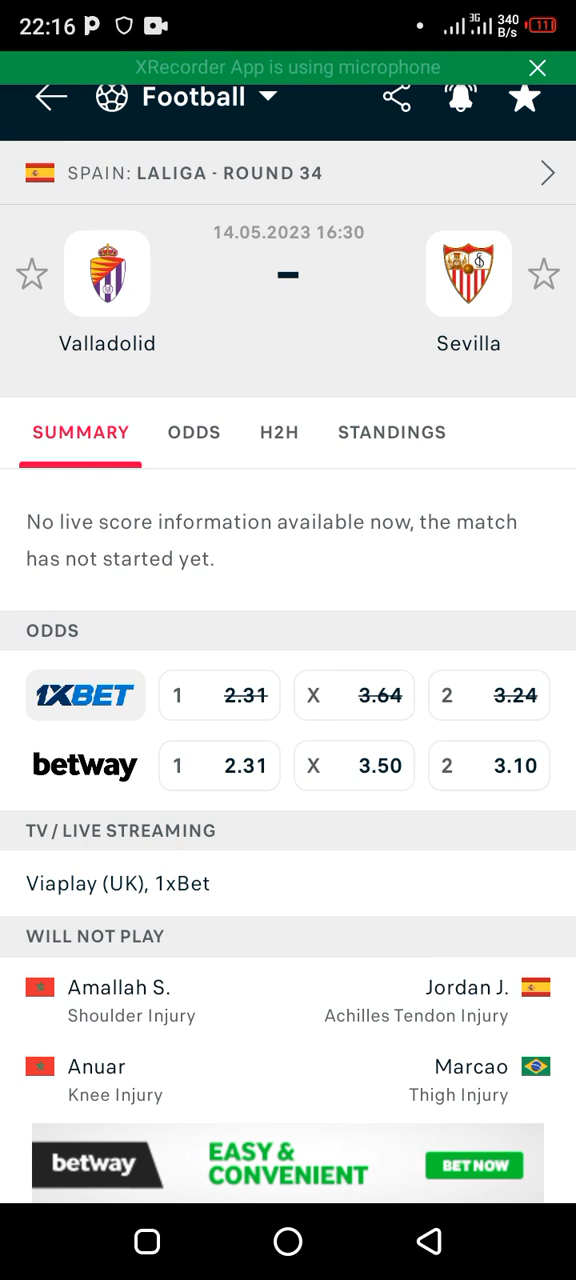 22:16
3G 340 B/s 11
XRecorder App is using microphone
Football
SPAIN: LALIGA - ROUND 34
14.05.2023 16:30
-
Valladolid Sevilla
SUMMARY ODDS H2H STANDINGS
No live score information available now, the match
has not started yet.
ODDS
1XBET 1 2.31 X 3.64 2 3.24
betway 1 2.31 X 3.50 2 3.10
TV / LIVE STREAMING
Viaplay (UK), 1xBet
WILL NOT PLAY
Amallah S. Jordan J.
Shoulder Injury Achilles Tendon Injury
Anuar Marcao
Knee Injury Thigh Injury
betway EASY & CONVENIENT BET NOW